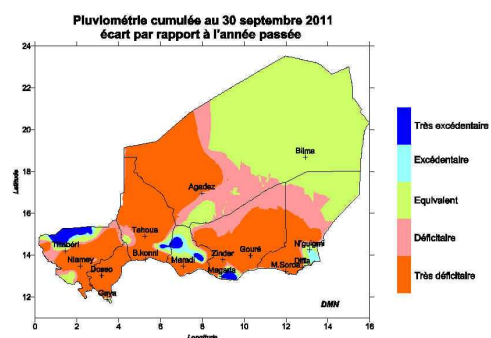 Pluviométrie cumulée au 30 septembre 2011
écart par rapport à l'année passée
24
22
20
18
16
14
12
Latitude
0
2
4
6
8
10
12
14
16
Longitude
Bilma
Agadez
Tahoua
Tillabéri
N'guigmi
B.konni
Maradi
Zinder
Gouré
Niamey
Dosso
Magaria
M.Soroa
Diffa
Gaya
DMN
Très excédentaire
Excédentaire
Equivalent
Déficitaire
Très déficitaire